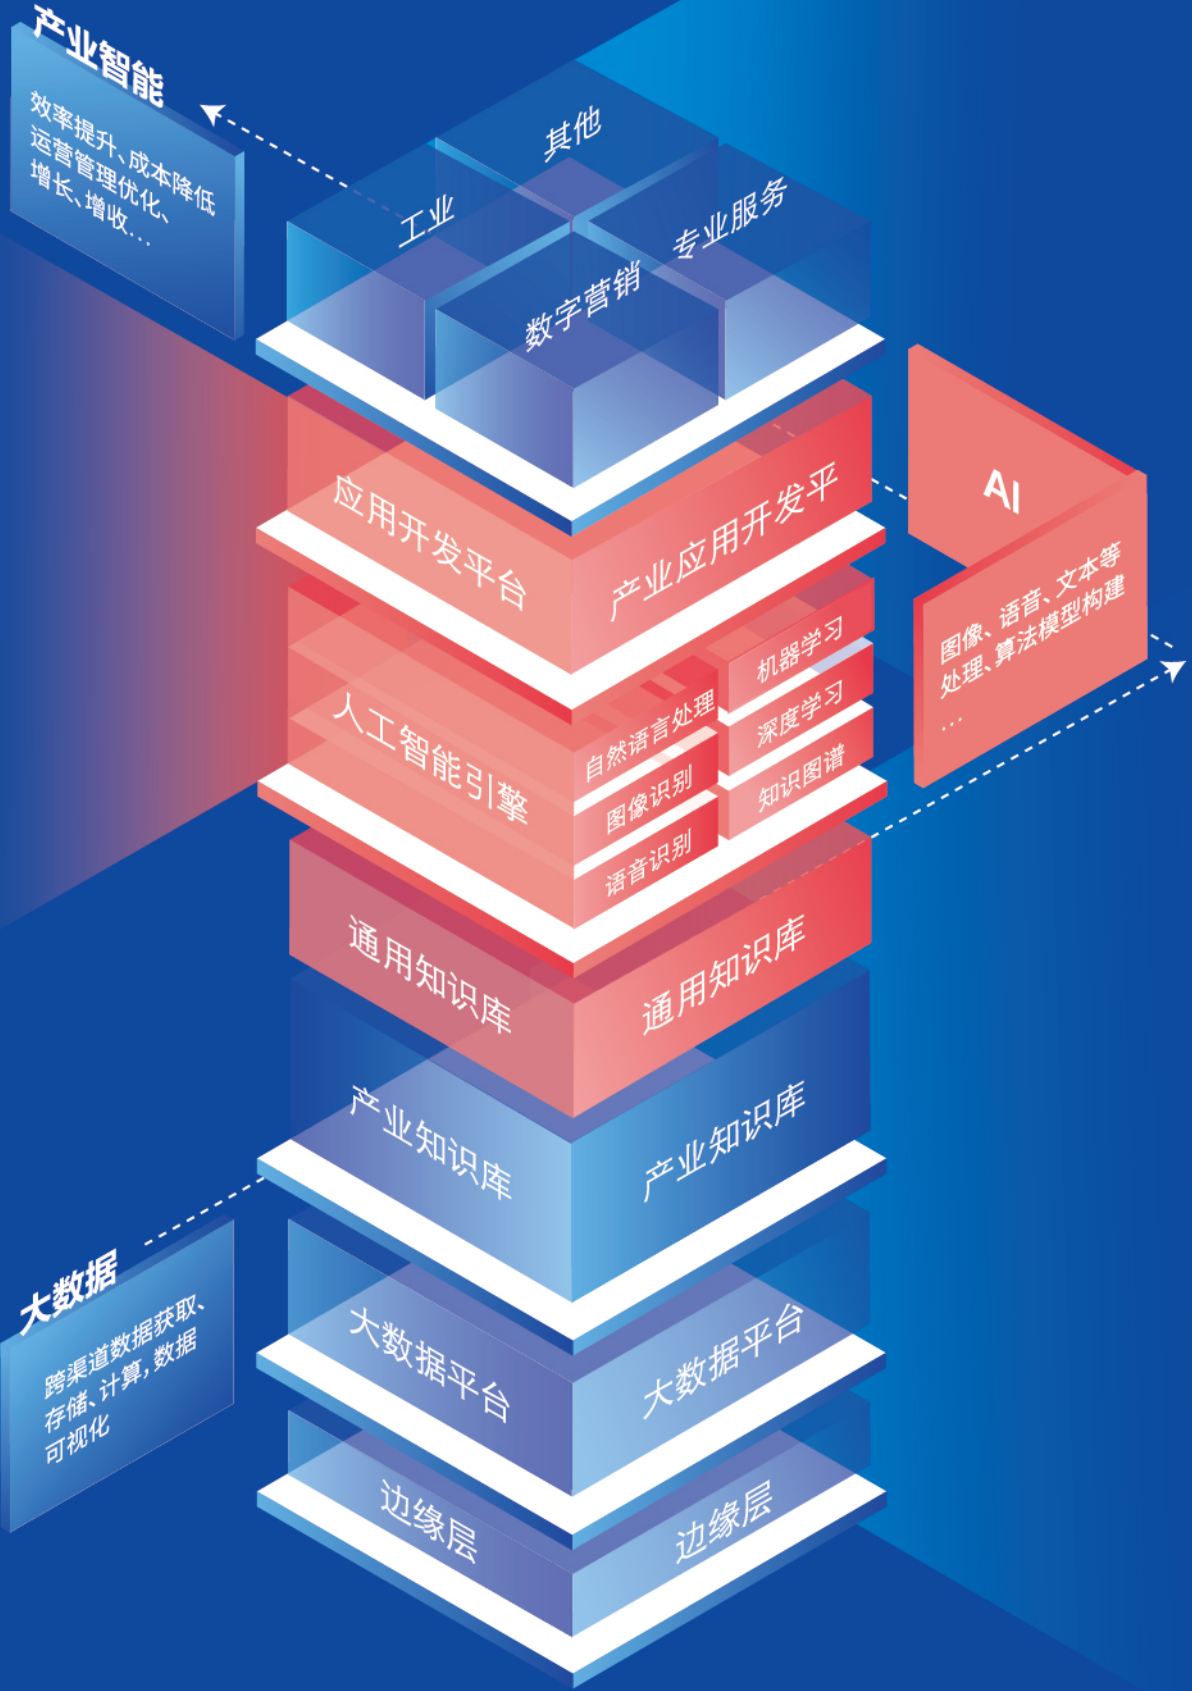 产业智能
效率提升、成本降低
运营管理优化、
增长、增收...
其他
工业
专业服务
数字营销
应用开发平台
产业应用开发平
AI
图像、语音、文本等
处理、算法模型构建
...
人工智能引擎
自然语言处理
机器学习
图像识别
深度学习
语音识别
知识图谱
通用知识库
通用知识库
产业知识库
产业知识库
大数据
跨渠道数据获取、
存储、计算,数据
可视化
大数据平台
大数据平台
边缘层
边缘层